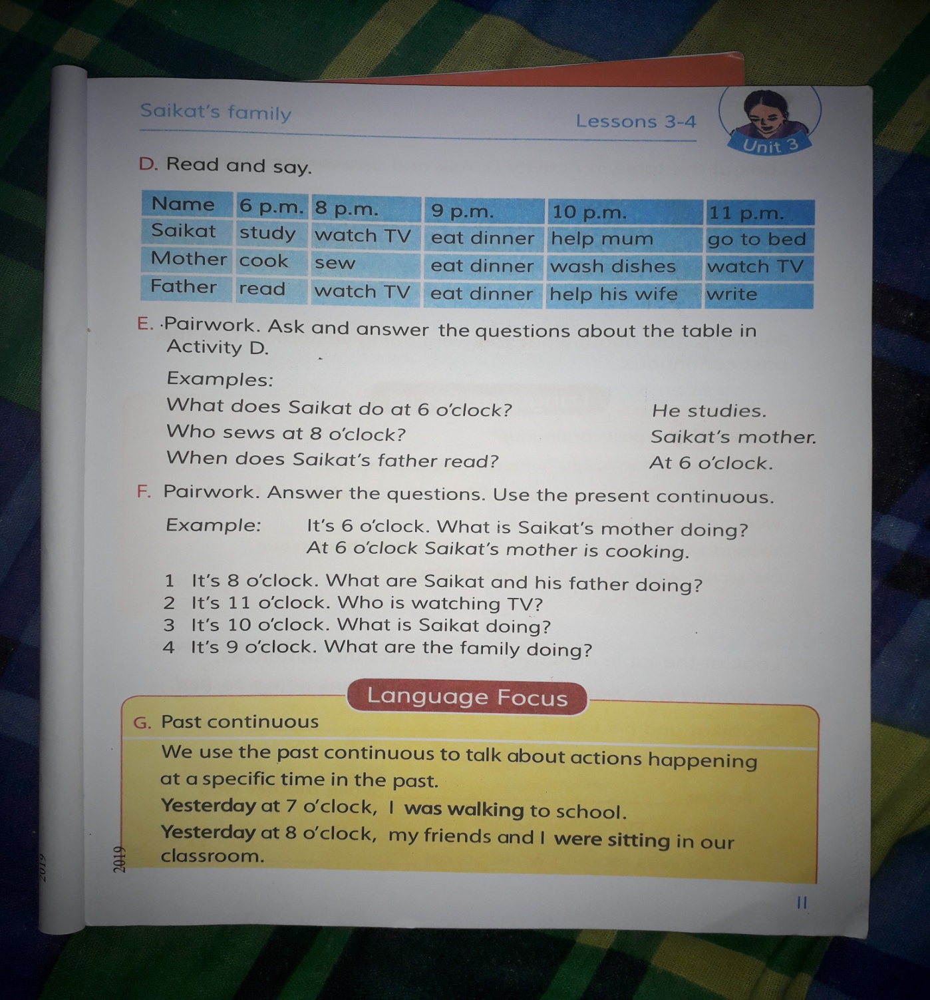 Saikat's family
Lessons 3-4
Unit 3
D. Read and say.
Name 6 p.m. 8 p.m. 9 p.m. 10 p.m. 11 p.m.
Saikat study watch TV eat dinner help mum go to bed
Mother cook sew eat dinner wash dishes watch TV
Father read watch TV eat dinner help his wife write
E. Pairwork. Ask and answer the questions about the table in
Activity D.
Examples:
What does Saikat do at 6 o'clock? He studies.
Who sews at 8 o'clock? Saikat's mother.
When does Saikat's father read? At 6 o'clock.
F. Pairwork. Answer the questions. Use the present continuous.
Example: It's 6 o'clock. What is Saikat's mother doing?
At 6 o'clock Saikat's mother is cooking.
1 It's 8 o'clock. What are Saikat and his father doing?
2 It's 11 o'clock. Who is watching TV?
3 It's 10 o'clock. What is Saikat doing?
4 It's 9 o'clock. What are the family doing?
Language Focus
G. Past continuous
We use the past continuous to talk about actions happening
at a specific time in the past.
Yesterday at 7 o'clock, I was walking to school.
Yesterday at 8 o'clock, my friends and I were sitting in our
classroom.
2019
2019
11